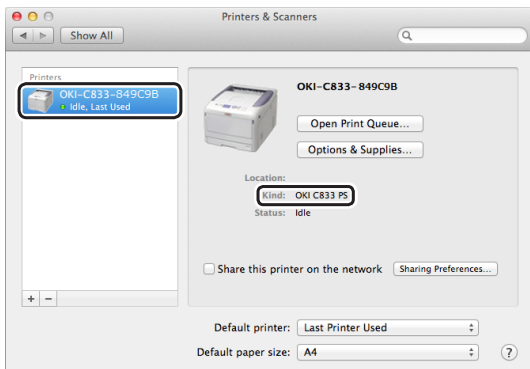 Printers & Scanners
Show All
Printers
OKI-C833-849C9B
Idle, Last Used
OKI-C833-849C9B
Open Print Queue...
Options & Supplies...
Location:
Kind: OKI C833 PS
Status: Idle
Share this printer on the network Sharing Preferences...
+ −
Default printer: Last Printer Used
Default paper size: A4 ?